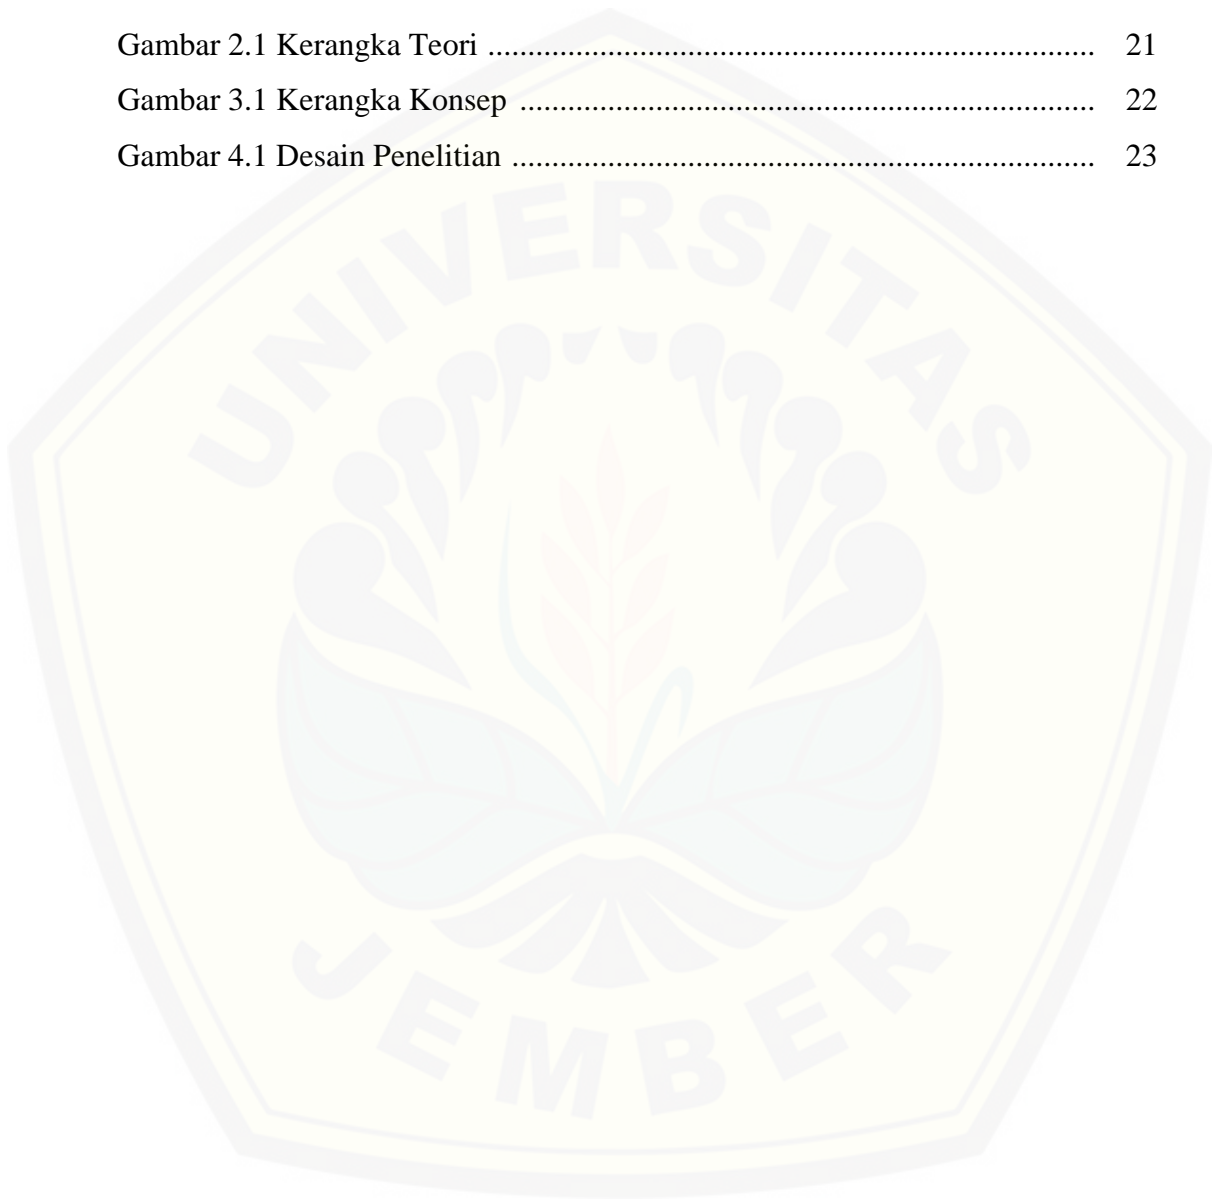 Gambar 2.1 Kerangka Teori ........................................................................... 21
Gambar 3.1 Kerangka Konsep ....................................................................... 22
Gambar 4.1 Desain Penelitian ........................................................................ 23
UNIVERSITAS
JEMBER